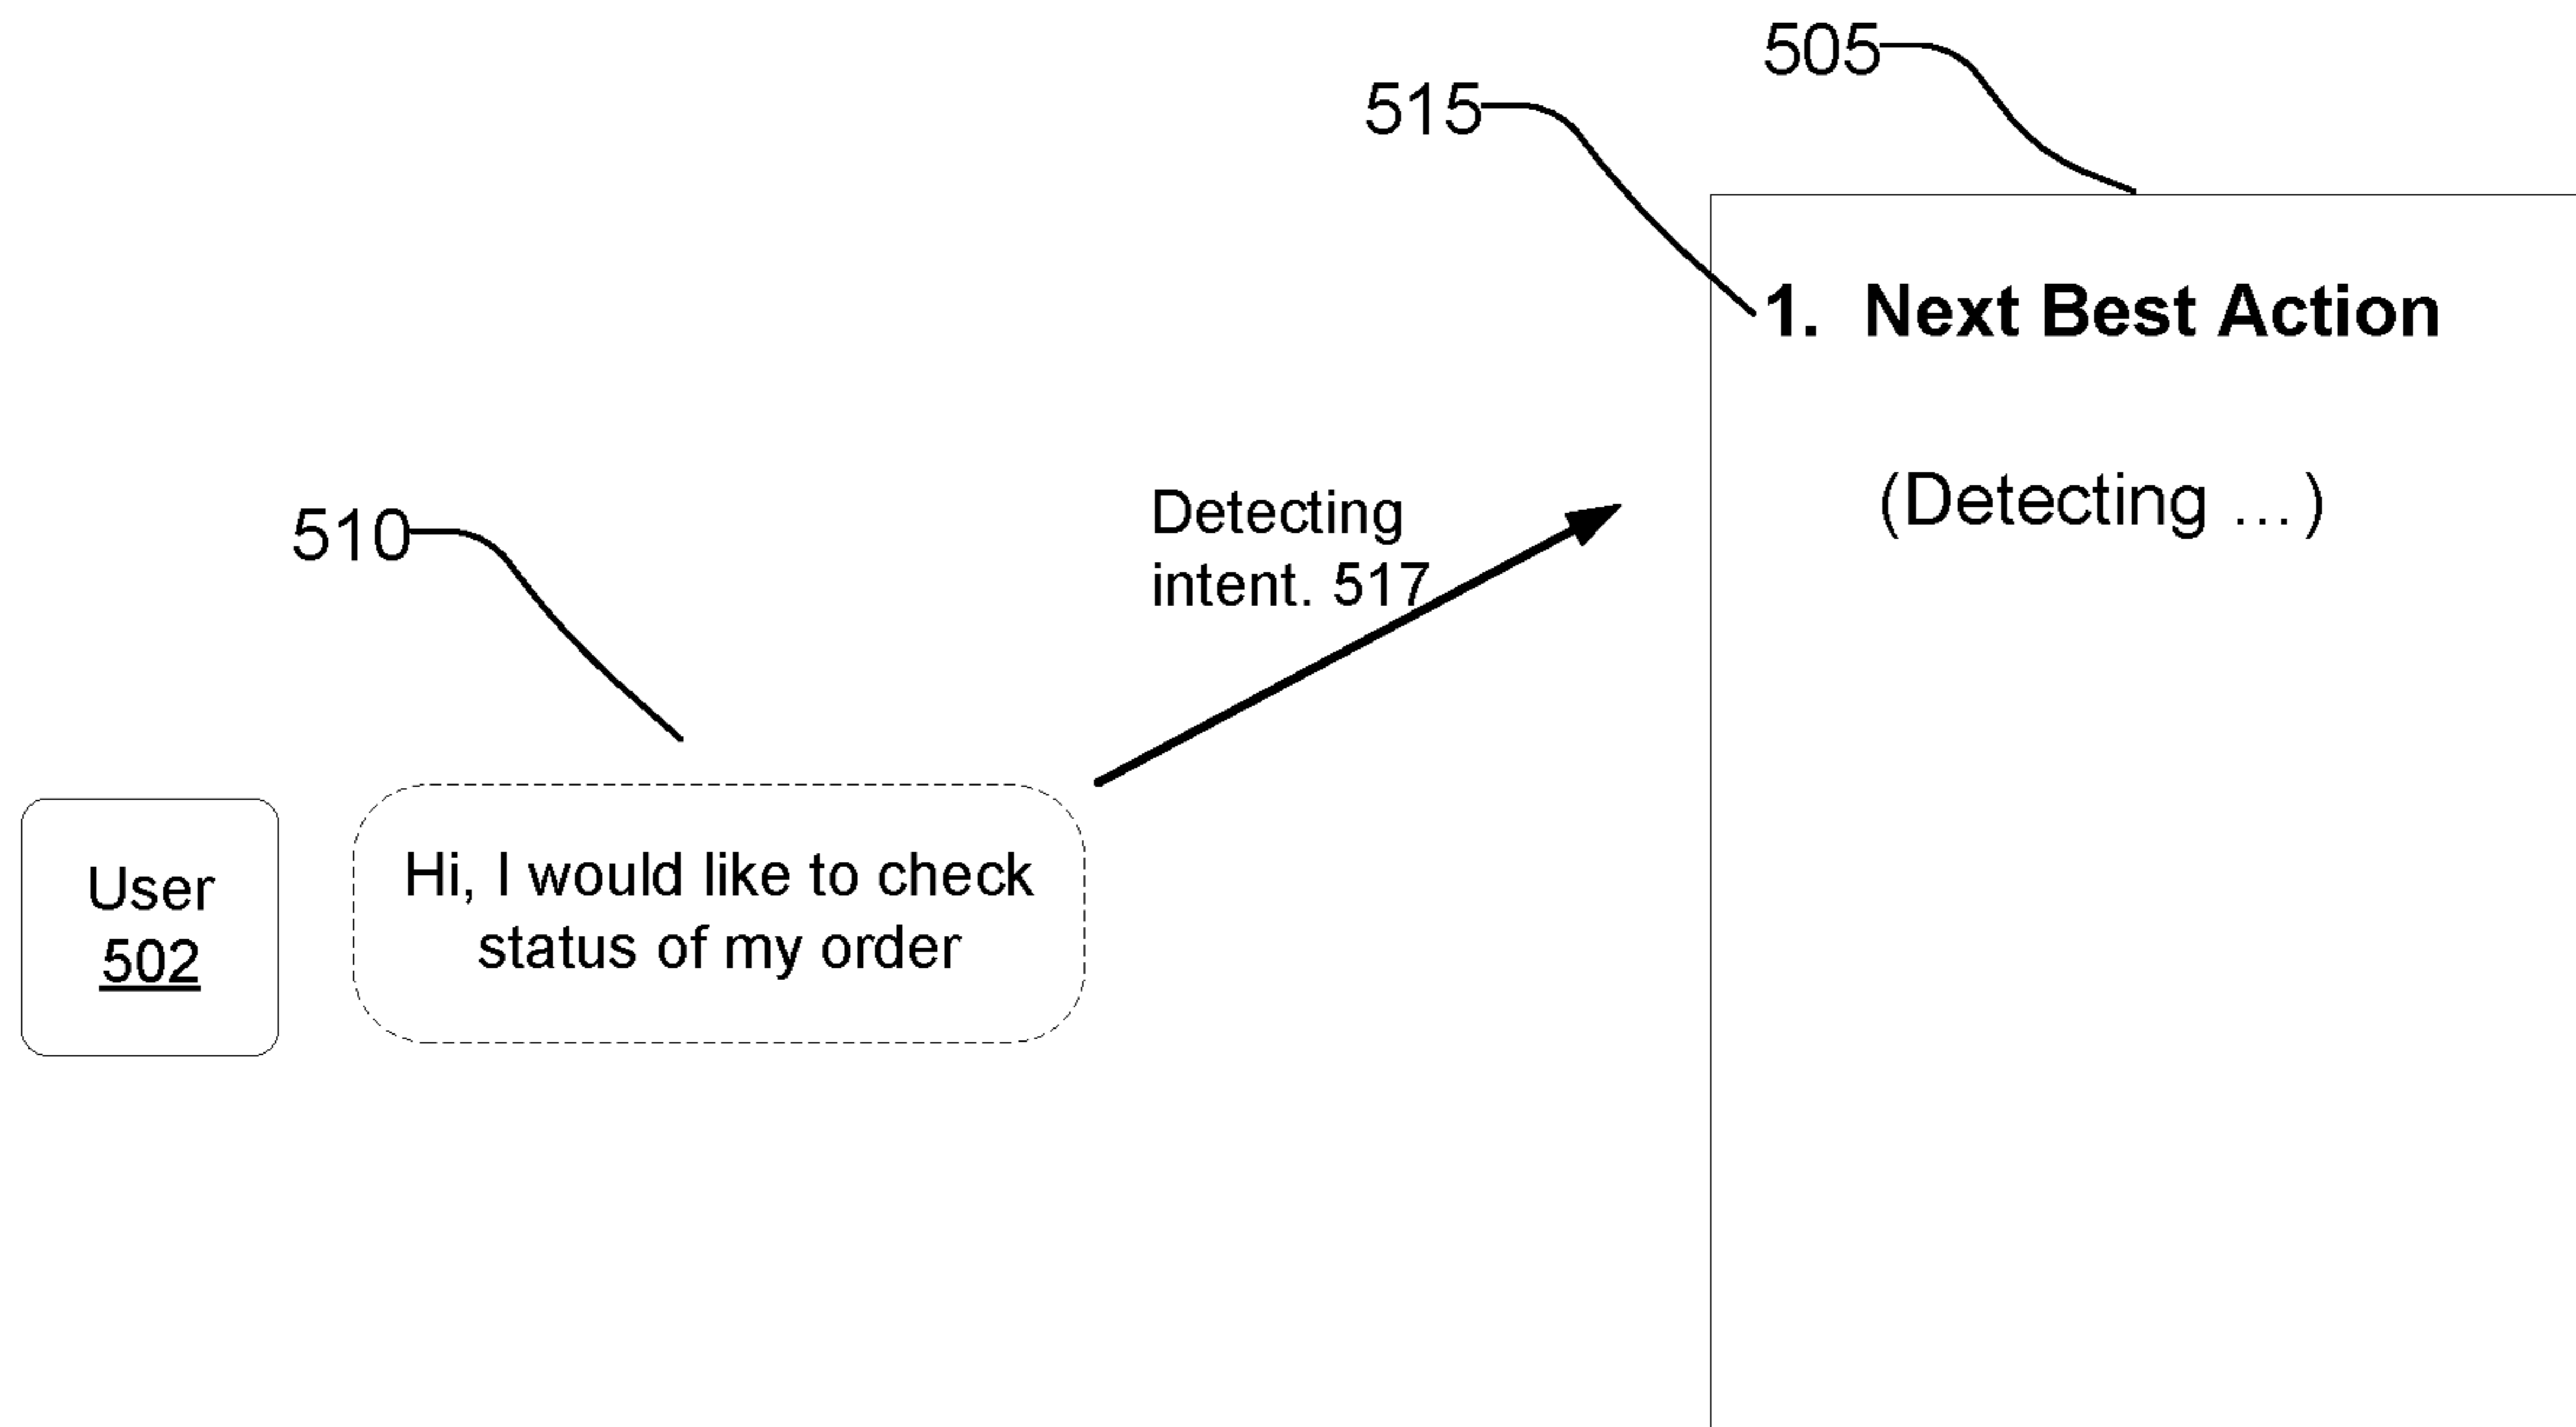 505
515
1. Next Best Action
(Detecting ...)
Detecting
intent. 517
510
User
502
Hi, I would like to check
status of my order